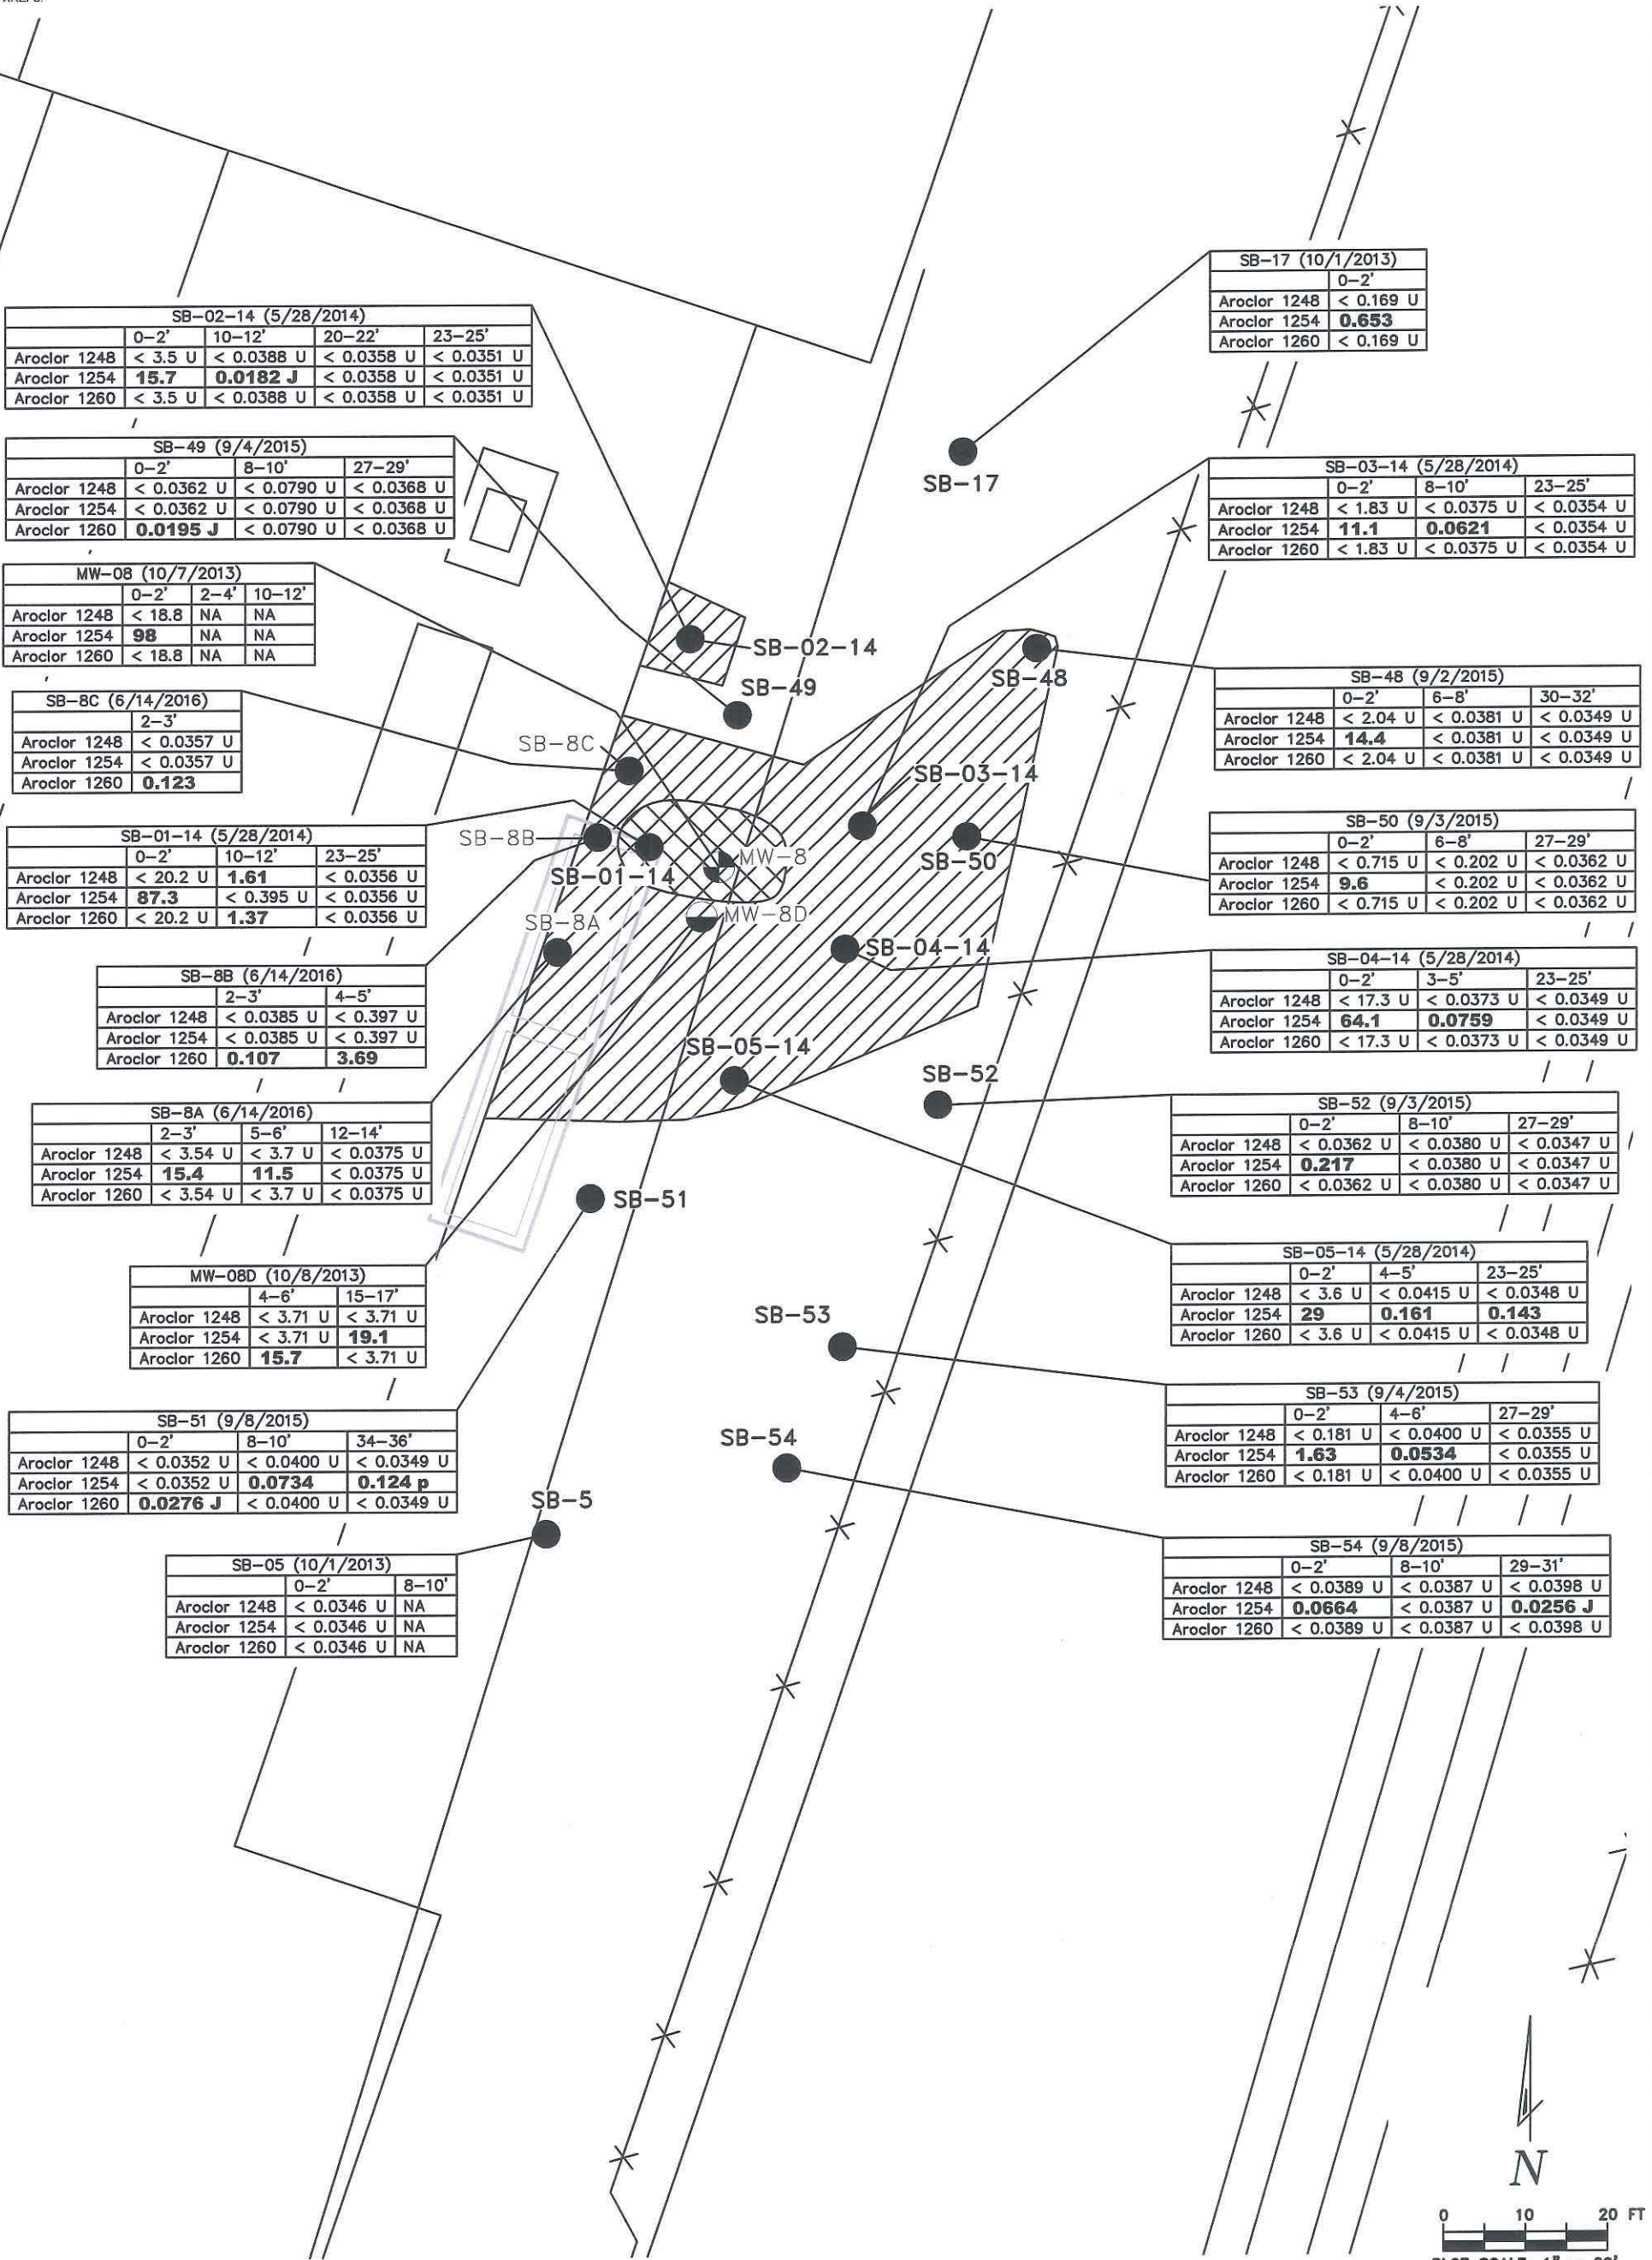 SB-02-14 (5/28/2014)
0-2' 10-12' 20-22' 23-25'
Aroclor 1248 < 3.5 U < 0.0388 U < 0.0358 U < 0.0351 U
Aroclor 1254 15.7 0.0182 J < 0.0358 U < 0.0351 U
Aroclor 1260 < 3.5 U < 0.0388 U < 0.0358 U < 0.0351 U
SB-49 (9/4/2015)
0-2' 8-10' 27-29'
Aroclor 1248 < 0.0362 U < 0.0790 U < 0.0368 U
Aroclor 1254 < 0.0362 U < 0.0790 U < 0.0368 U
Aroclor 1260 0.0195 J < 0.0790 U < 0.0368 U
MW-08 (10/7/2013)
0-2' 2-4' 10-12'
Aroclor 1248 < 18.8 NA NA
Aroclor 1254 98 NA NA
Aroclor 1260 < 18.8 NA NA
SB-8C (6/14/2016)
2-3'
Aroclor 1248 < 0.0357 U
Aroclor 1254 < 0.0357 U
Aroclor 1260 0.123
SB-01-14 (5/28/2014)
0-2' 10-12' 23-25'
Aroclor 1248 < 20.2 U 1.61 < 0.0356 U
Aroclor 1254 87.3 < 0.395 U < 0.0356 U
Aroclor 1260 < 20.2 U 1.37 < 0.0356 U
SB-8B (6/14/2016)
2-3' 4-5'
Aroclor 1248 < 0.0385 U < 0.397 U
Aroclor 1254 < 0.0385 U < 0.397 U
Aroclor 1260 0.107 3.69
SB-8A (6/14/2016)
2-3' 5-6' 12-14'
Aroclor 1248 < 3.54 U < 3.7 U < 0.0375 U
Aroclor 1254 15.4 11.5 < 0.0375 U
Aroclor 1260 < 3.54 U < 3.7 U < 0.0375 U
MW-08D (10/8/2013)
4-6' 15-17'
Aroclor 1248 < 3.71 U < 3.71 U
Aroclor 1254 < 3.71 U 19.1
Aroclor 1260 15.7 < 3.71 U
SB-51 (9/8/2015)
0-2' 8-10' 34-36'
Aroclor 1248 < 0.0352 U < 0.0400 U < 0.0349 U
Aroclor 1254 < 0.0352 U 0.0734 0.124 p
Aroclor 1260 0.0276 J < 0.0400 U < 0.0349 U
SB-05 (10/1/2013)
0-2' 8-10'
Aroclor 1248 < 0.0346 U NA
Aroclor 1254 < 0.0346 U NA
Aroclor 1260 < 0.0346 U NA
SB-17
SB-02-14
SB-49
SB-48
SB-8C
SB-03-14
SB-8B
SB-01-14
MW-8
SB-50
SB-8A
MW-8D
SB-04-14
SB-05-14
SB-52
SB-51
SB-53
SB-54
SB-5
SB-17 (10/1/2013)
0-2'
Aroclor 1248 < 0.169 U
Aroclor 1254 0.653
Aroclor 1260 < 0.169 U
SB-03-14 (5/28/2014)
0-2' 8-10' 23-25'
Aroclor 1248 < 1.83 U < 0.0375 U < 0.0354 U
Aroclor 1254 11.1 0.0621 < 0.0354 U
Aroclor 1260 < 1.83 U < 0.0375 U < 0.0354 U
SB-48 (9/2/2015)
0-2' 6-8' 30-32'
Aroclor 1248 < 2.04 U < 0.0381 U < 0.0349 U
Aroclor 1254 14.4 < 0.0381 U < 0.0349 U
Aroclor 1260 < 2.04 U < 0.0381 U < 0.0349 U
SB-50 (9/3/2015)
0-2' 6-8' 27-29'
Aroclor 1248 < 0.715 U < 0.202 U < 0.0362 U
Aroclor 1254 9.6 < 0.202 U < 0.0362 U
Aroclor 1260 < 0.715 U < 0.202 U < 0.0362 U
SB-04-14 (5/28/2014)
0-2' 3-5' 23-25'
Aroclor 1248 < 17.3 U < 0.0373 U < 0.0349 U
Aroclor 1254 64.1 0.0759 < 0.0349 U
Aroclor 1260 < 17.3 U < 0.0373 U < 0.0349 U
SB-52 (9/3/2015)
0-2' 8-10' 27-29'
Aroclor 1248 < 0.0362 U < 0.0380 U < 0.0347 U
Aroclor 1254 0.217 < 0.0380 U < 0.0347 U
Aroclor 1260 < 0.0362 U < 0.0380 U < 0.0347 U
SB-05-14 (5/28/2014)
0-2' 4-5' 23-25'
Aroclor 1248 < 3.6 U < 0.0415 U < 0.0348 U
Aroclor 1254 29 0.161 0.143
Aroclor 1260 < 3.6 U < 0.0415 U < 0.0348 U
SB-53 (9/4/2015)
0-2' 4-6' 27-29'
Aroclor 1248 < 0.181 U < 0.0400 U < 0.0355 U
Aroclor 1254 1.63 0.0534 < 0.0355 U
Aroclor 1260 < 0.181 U < 0.0400 U < 0.0355 U
SB-54 (9/8/2015)
0-2' 8-10' 29-31'
Aroclor 1248 < 0.0389 U < 0.0387 U < 0.0398 U
Aroclor 1254 0.0664 < 0.0387 U 0.0256 J
Aroclor 1260 < 0.0389 U < 0.0387 U < 0.0398 U
N
0 10 20 FT